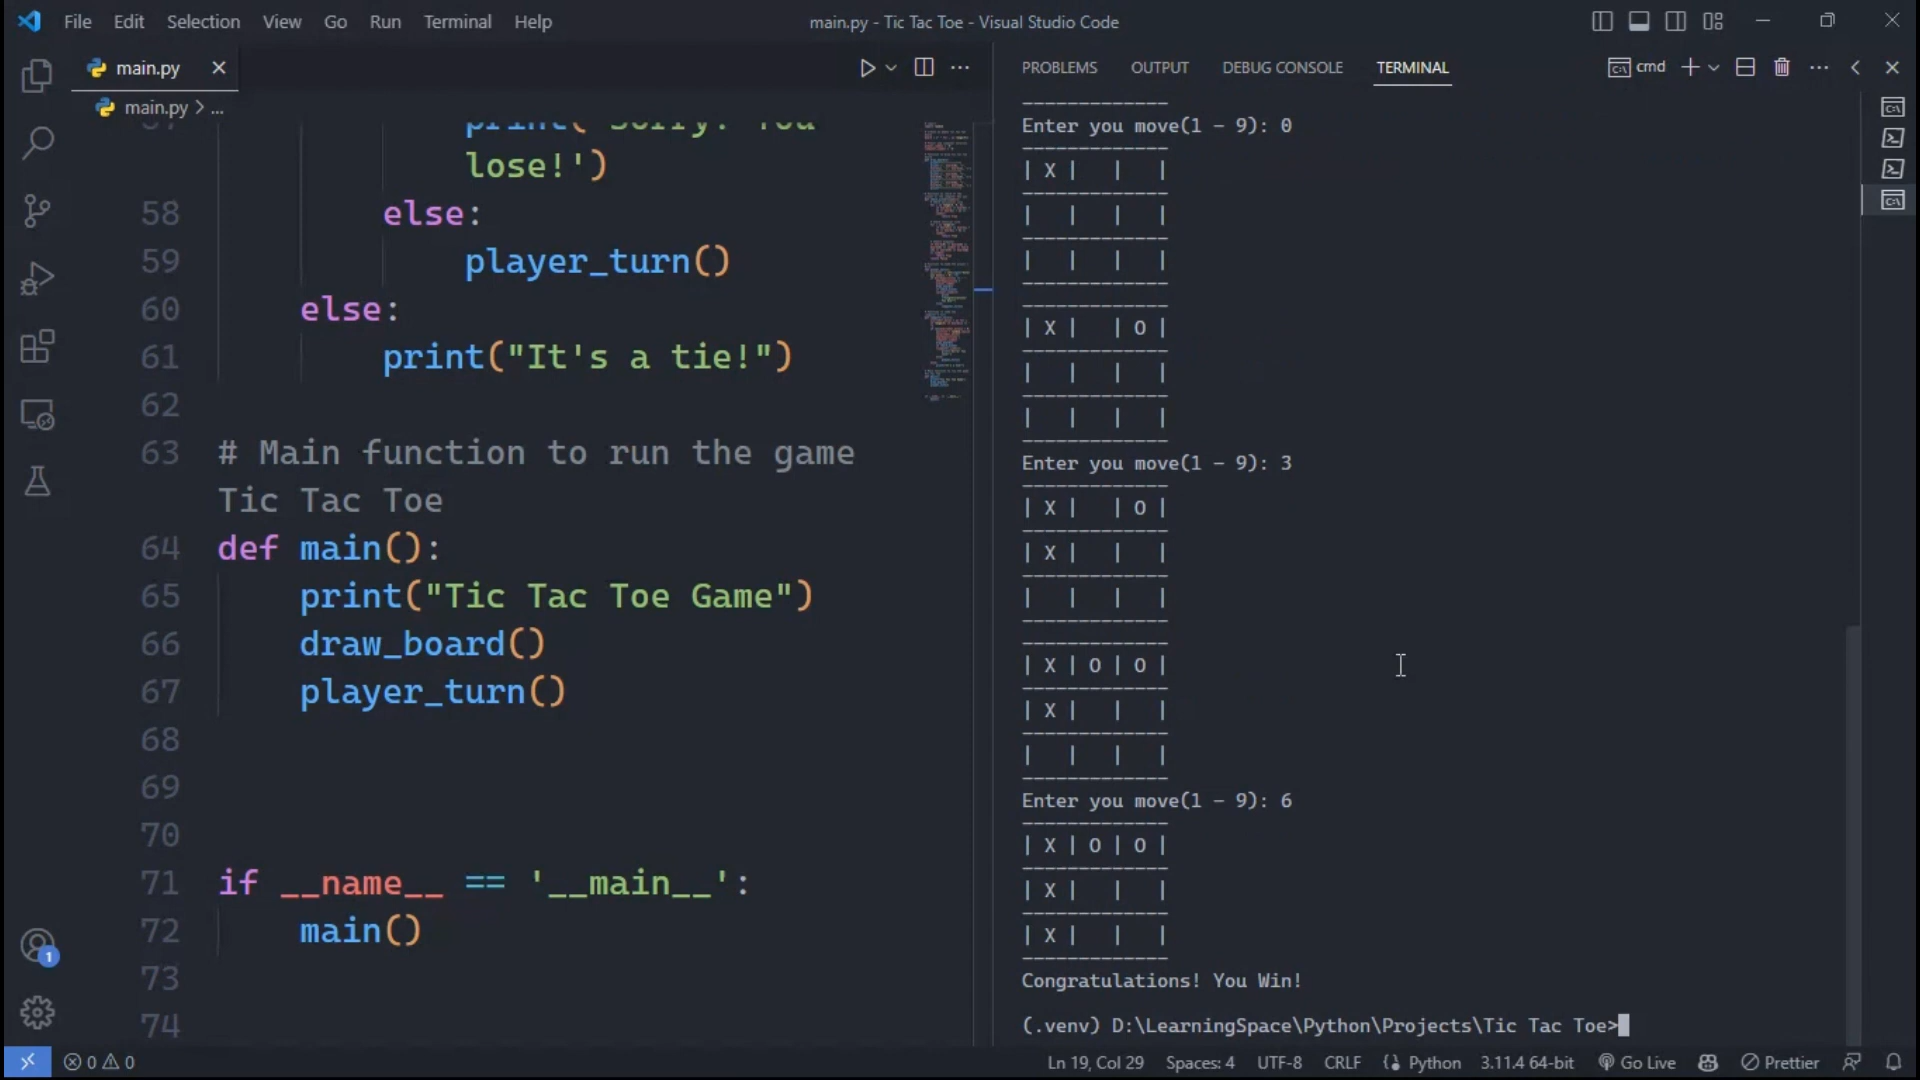 File Edit Selection View Go Run Terminal Help
main.py - Tic Tac Toe - Visual Studio Code
main.py
main.py > ...
print('Sorry! You
lose!')
58 else:
59 player_turn()
60 else:
61 print("It's a tie!")
62
63 # Main function to run the game
Tic Tac Toe
64 def main():
65 print("Tic Tac Toe Game")
66 draw_board()
67 player_turn()
68
69
70
71 if __name__ == '__main__':
72 main()
73
74
PROBLEMS OUTPUT DEBUG CONSOLE TERMINAL
cmd
-------------
Enter you move(1 - 9): 0
-------------
| X |   |   |
-------------
|   |   |   |
-------------
|   |   |   |
-------------
-------------
| X |   | O |
-------------
|   |   |   |
-------------
|   |   |   |
-------------
Enter you move(1 - 9): 3
-------------
| X |   | O |
-------------
| X |   |   |
-------------
|   |   |   |
-------------
-------------
| X | O | O |
-------------
| X |   |   |
-------------
|   |   |   |
-------------
Enter you move(1 - 9): 6
-------------
| X | O | O |
-------------
| X |   |   |
-------------
| X |   |   |
-------------
Congratulations! You Win!
(.venv) D:\LearningSpace\Python\Projects\Tic Tac Toe>
1
0 0
Ln 19, Col 29 Spaces: 4 UTF-8 CRLF Python 3.11.4 64-bit Go Live Prettier